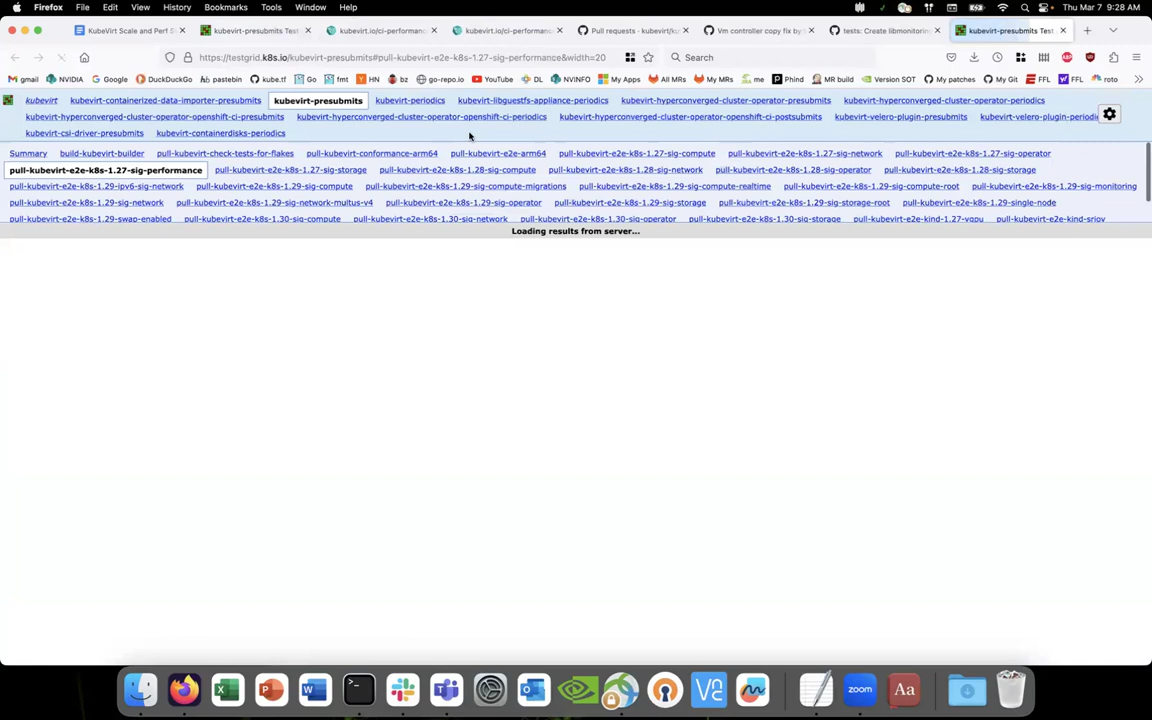 Firefox File Edit View History Bookmarks Tools Window Help Thu Mar 7 9:28 AM
KubeVirt Scale and Perf S kubevirt-presubmits Tes kubevirt.io/ci-performanc kubevirt.io/ci-performanc Pull requests · kubevirt/ku Vm controller copy fix by tests: Create libmonitoring kubevirt-presubmits Test
https://testgrid.k8s.io/kubevirt-presubmits#pull-kubevirt-e2e-k8s-1.27-sig-performance&width=20 Search
gmail NVIDIA Google DuckDuckGo pastebin kube.tf Go fmt HN bz go-repo.io YouTube DL NVINFO My Apps All MRs My MRs me Phind MR build Version SOT My patches My Git FFL FFL roto
kubevirt kubevirt-containerized-data-importer-presubmits kubevirt-presubmits kubevirt-periodics kubevirt-libguestfs-appliance-periodics kubevirt-hyperconverged-cluster-operator-presubmits kubevirt-hyperconverged-cluster-operator-periodics
kubevirt-hyperconverged-cluster-operator-openshift-ci-presubmits kubevirt-hyperconverged-cluster-operator-openshift-ci-periodics kubevirt-hyperconverged-cluster-operator-openshift-ci-postsubmits kubevirt-velero-plugin-presubmits kubevirt-velero-plugin-periodi
kubevirt-csi-driver-presubmits kubevirt-containerdisks-periodics
Summary build-kubevirt-builder pull-kubevirt-check-tests-for-flakes pull-kubevirt-conformance-arm64 pull-kubevirt-e2e-arm64 pull-kubevirt-e2e-k8s-1.27-sig-compute pull-kubevirt-e2e-k8s-1.27-sig-network pull-kubevirt-e2e-k8s-1.27-sig-operator
pull-kubevirt-e2e-k8s-1.27-sig-performance pull-kubevirt-e2e-k8s-1.27-sig-storage pull-kubevirt-e2e-k8s-1.28-sig-compute pull-kubevirt-e2e-k8s-1.28-sig-network pull-kubevirt-e2e-k8s-1.28-sig-operator pull-kubevirt-e2e-k8s-1.28-sig-storage
pull-kubevirt-e2e-k8s-1.29-ipv6-sig-network pull-kubevirt-e2e-k8s-1.29-sig-compute pull-kubevirt-e2e-k8s-1.29-sig-compute-migrations pull-kubevirt-e2e-k8s-1.29-sig-compute-realtime pull-kubevirt-e2e-k8s-1.29-sig-compute-root pull-kubevirt-e2e-k8s-1.29-sig-monitoring
pull-kubevirt-e2e-k8s-1.29-sig-network pull-kubevirt-e2e-k8s-1.29-sig-network-multus-v4 pull-kubevirt-e2e-k8s-1.29-sig-operator pull-kubevirt-e2e-k8s-1.29-sig-storage pull-kubevirt-e2e-k8s-1.29-sig-storage-root pull-kubevirt-e2e-k8s-1.29-single-node
pull-kubevirt-e2e-k8s-1.29-swap-enabled pull-kubevirt-e2e-k8s-1.30-sig-compute pull-kubevirt-e2e-k8s-1.30-sig-network pull-kubevirt-e2e-k8s-1.30-sig-operator pull-kubevirt-e2e-k8s-1.30-sig-storage pull-kubevirt-e2e-kind-1.27-vgpu pull-kubevirt-e2e-kind-sriov
Loading results from server...
zoom Aa